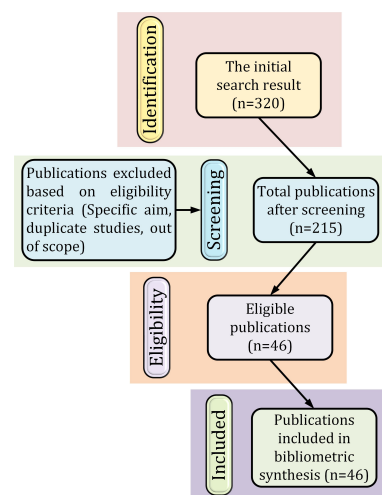 Identification
The initial
search result
(n=320)
Publications excluded
based on eligibility
criteria (Specific aim,
duplicate studies, out
of scope)
Screening
Total publications
after screening
(n=215)
Eligibility
Eligible
publications
(n=46)
Included
Publications
included in
bibliometric
synthesis (n=46)